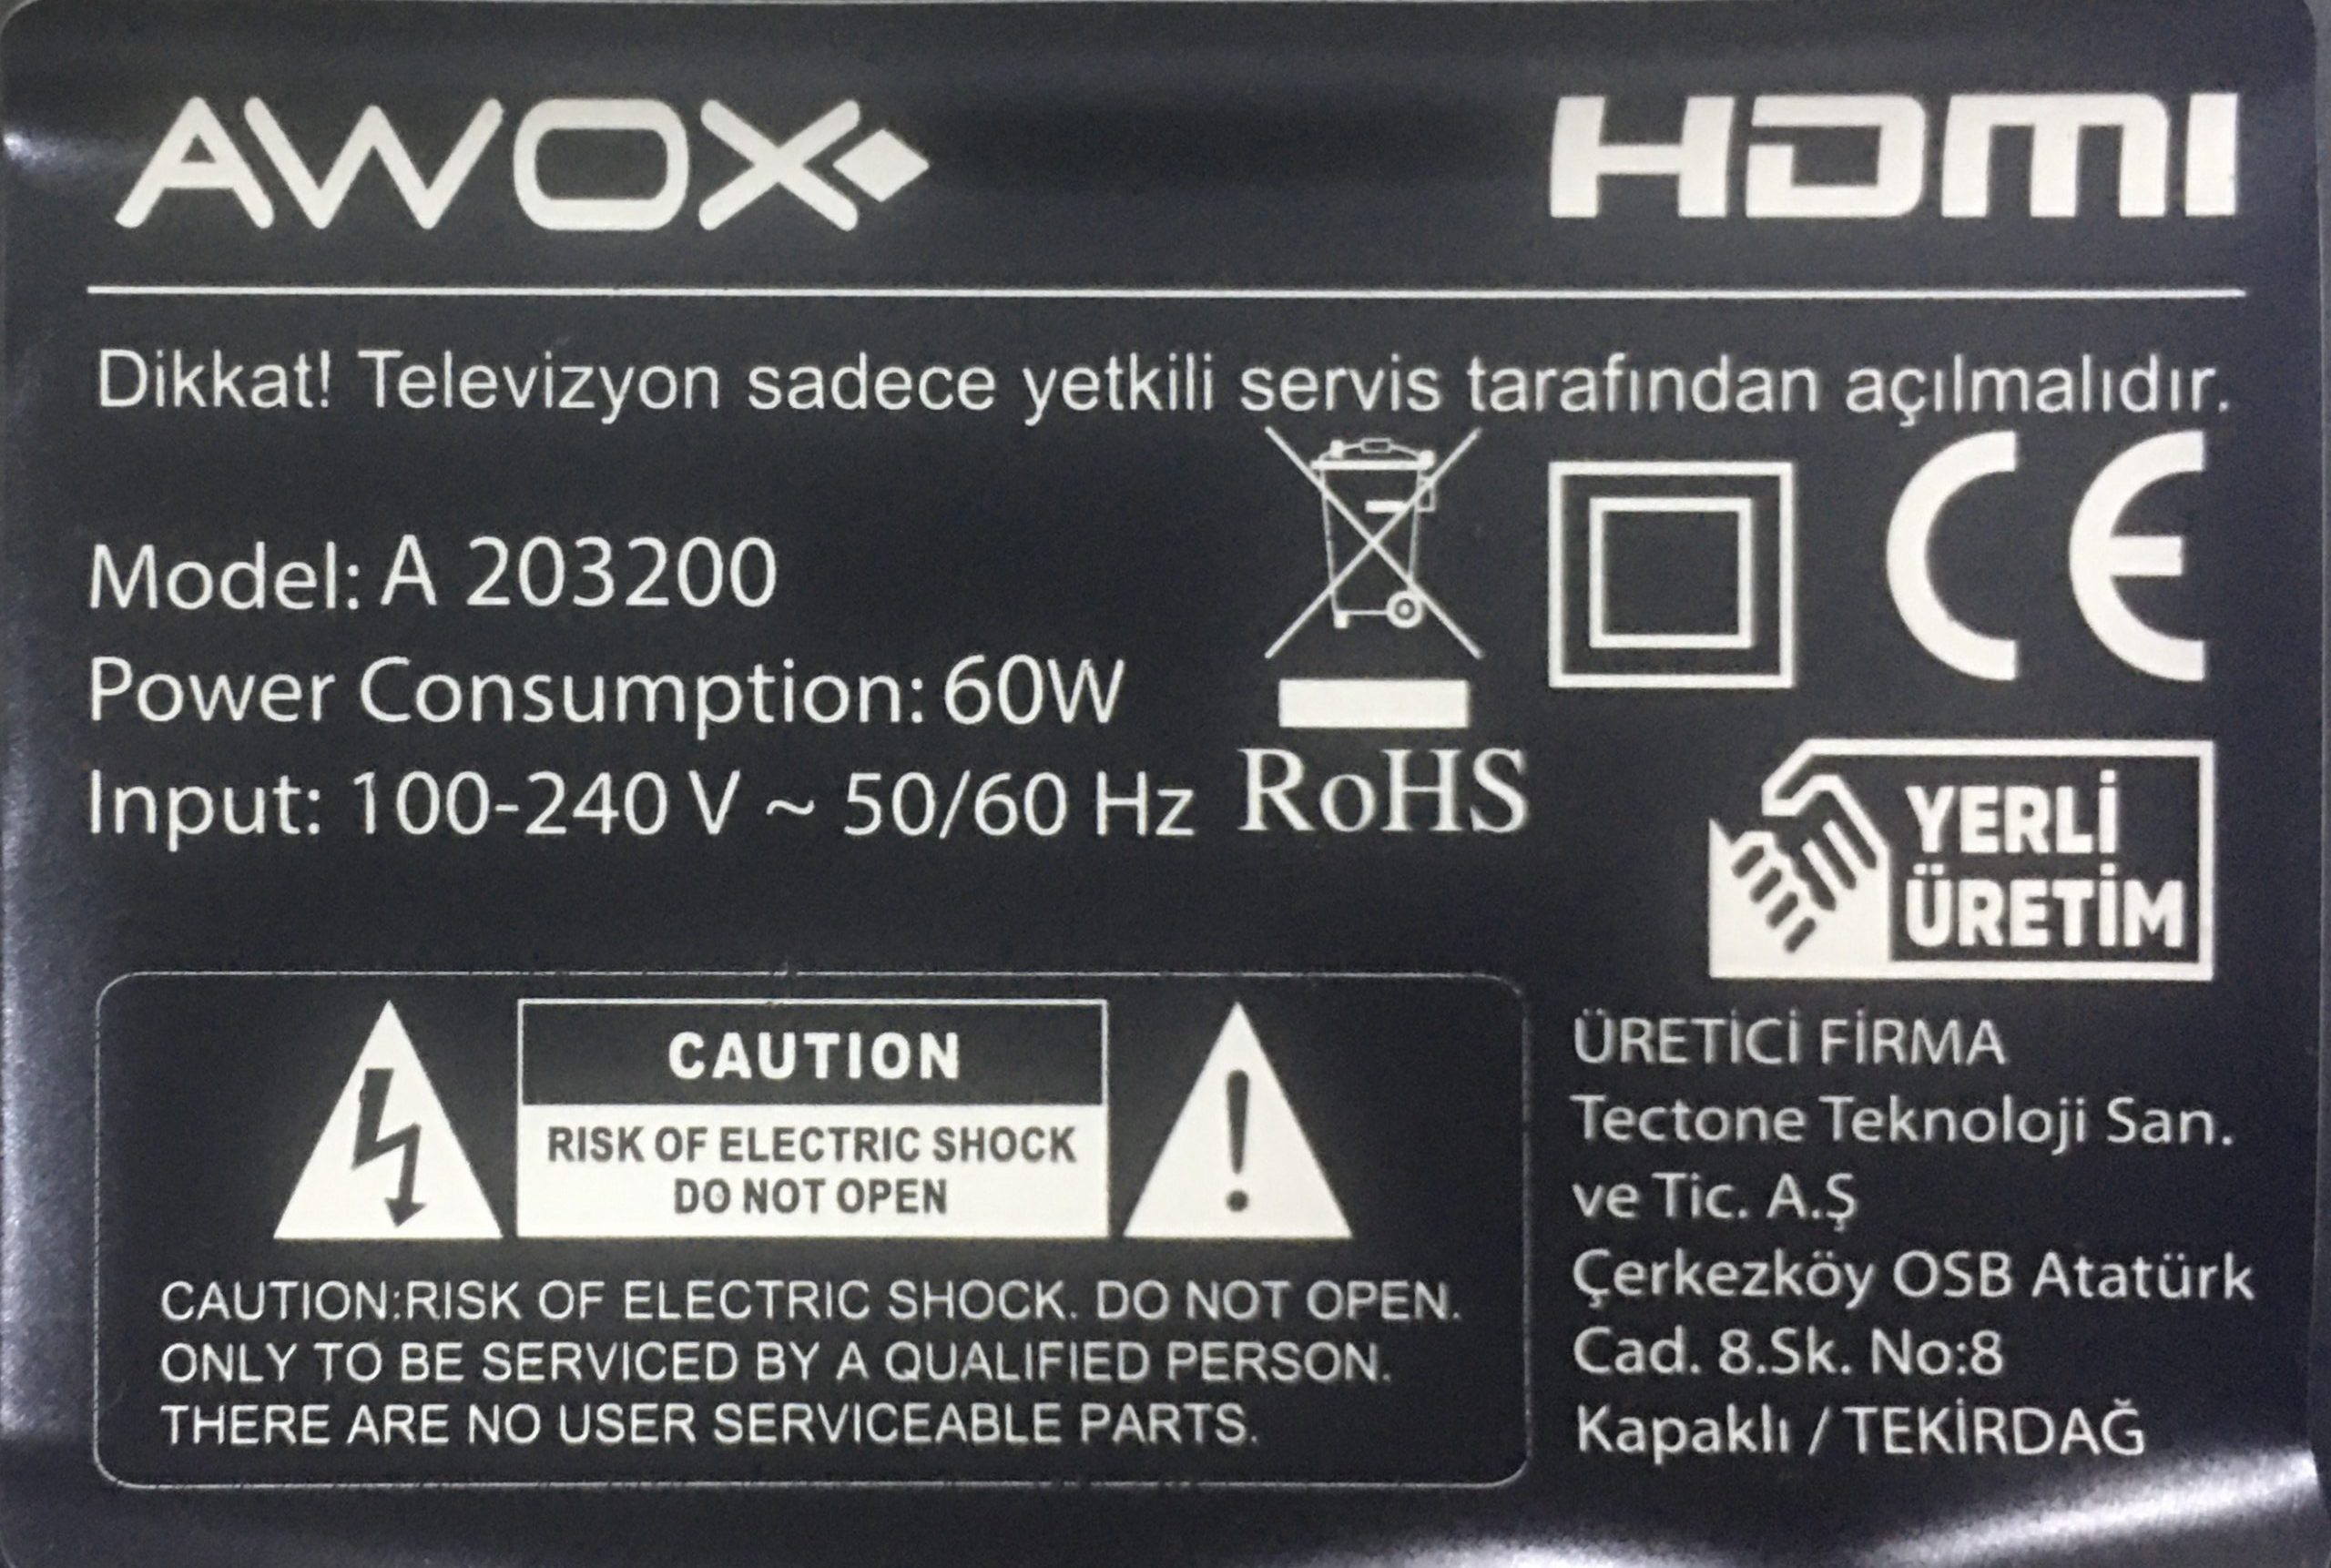 AWOX
HDMI
Dikkat! Televizyon sadece yetkili servis tarafından açılmalıdır.
Model: A 203200
Power Consumption: 60W
Input: 100-240 V ~ 50/60 Hz
RoHS
CE
YERLİ
ÜRETİM
CAUTION
RISK OF ELECTRIC SHOCK
DO NOT OPEN
CAUTION:RISK OF ELECTRIC SHOCK. DO NOT OPEN.
ONLY TO BE SERVICED BY A QUALIFIED PERSON.
THERE ARE NO USER SERVICEABLE PARTS.
ÜRETİCİ FİRMA
Tectone Teknoloji San.
ve Tic. A.Ş
Çerkezköy OSB Atatürk
Cad. 8.Sk. No:8
Kapaklı / TEKİRDAĞ